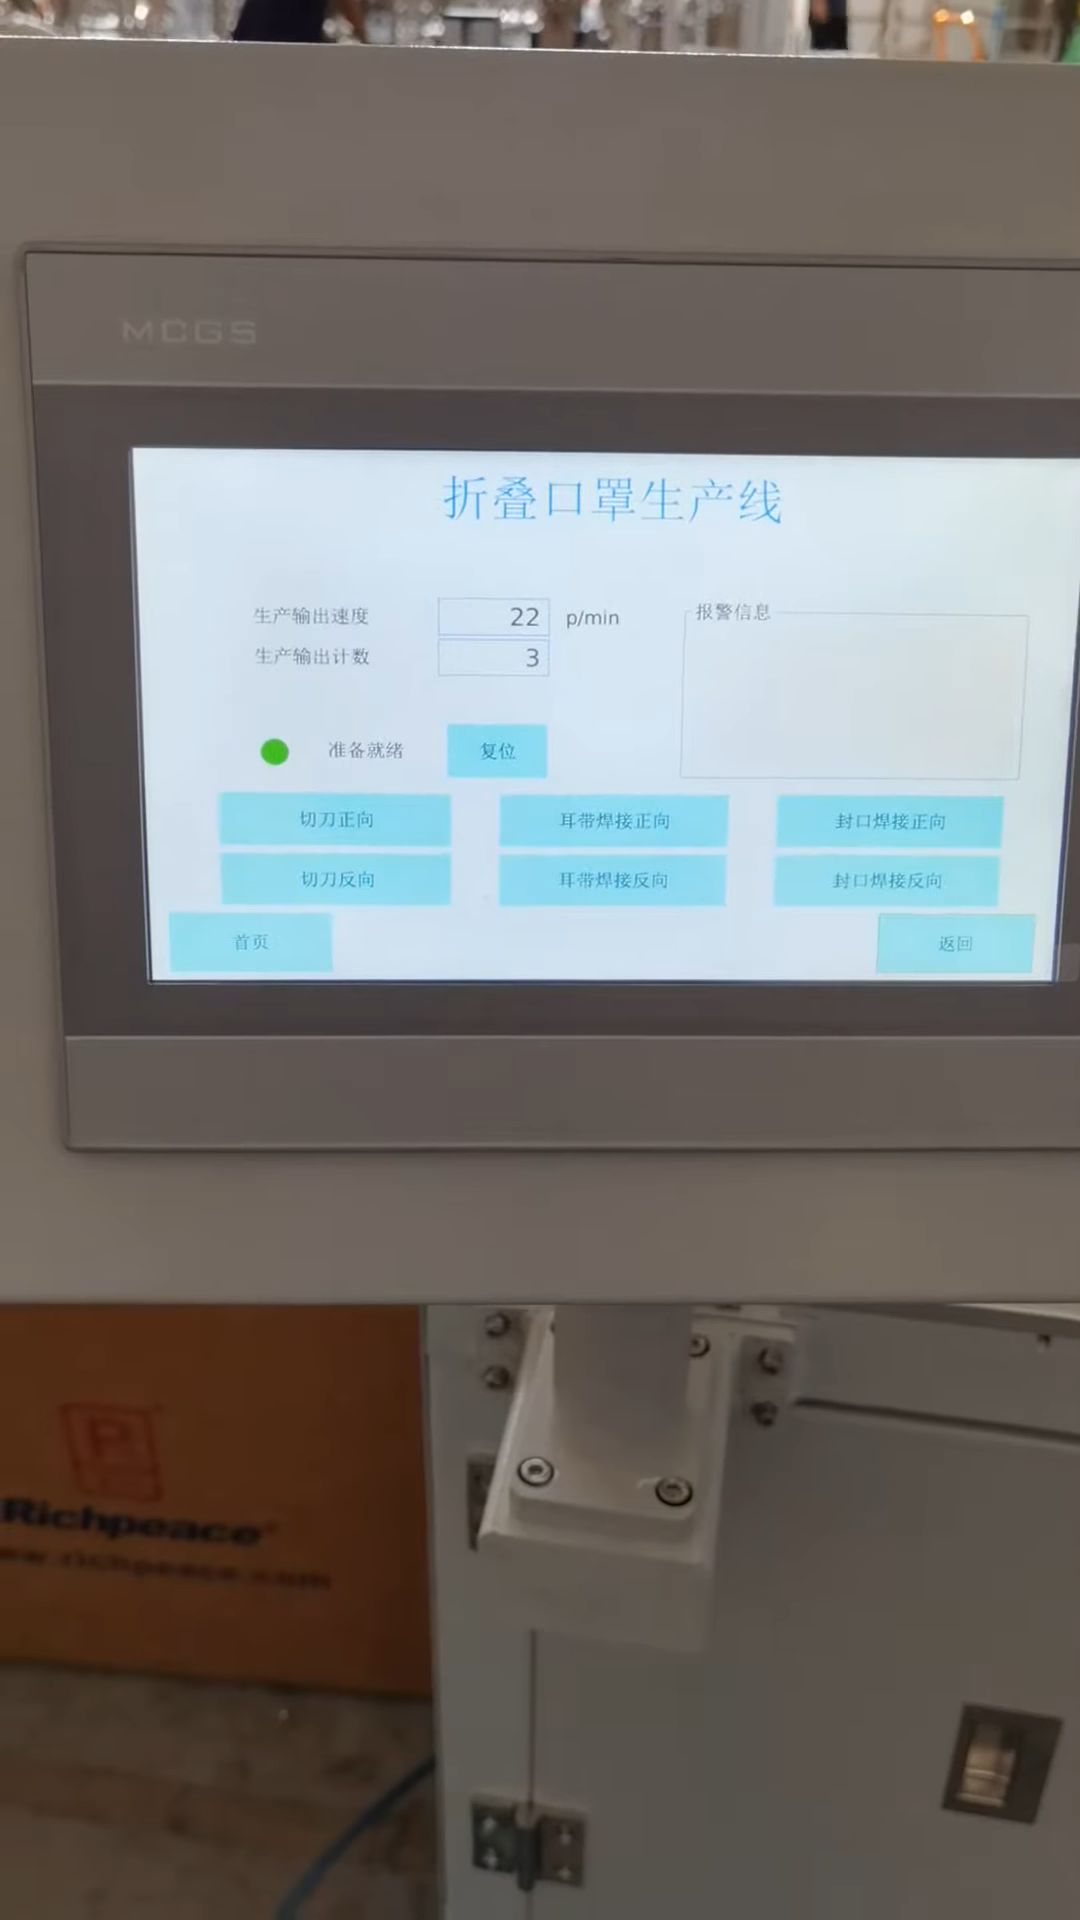 MCGS
折叠口罩生产线
生产输出速度 22 p/min
生产输出计数 3
报警信息
准备就绪 复位
切刀正向 耳带焊接正向 封口焊接正向
切刀反向 耳带焊接反向 封口焊接反向
首页 返回
Richpeace